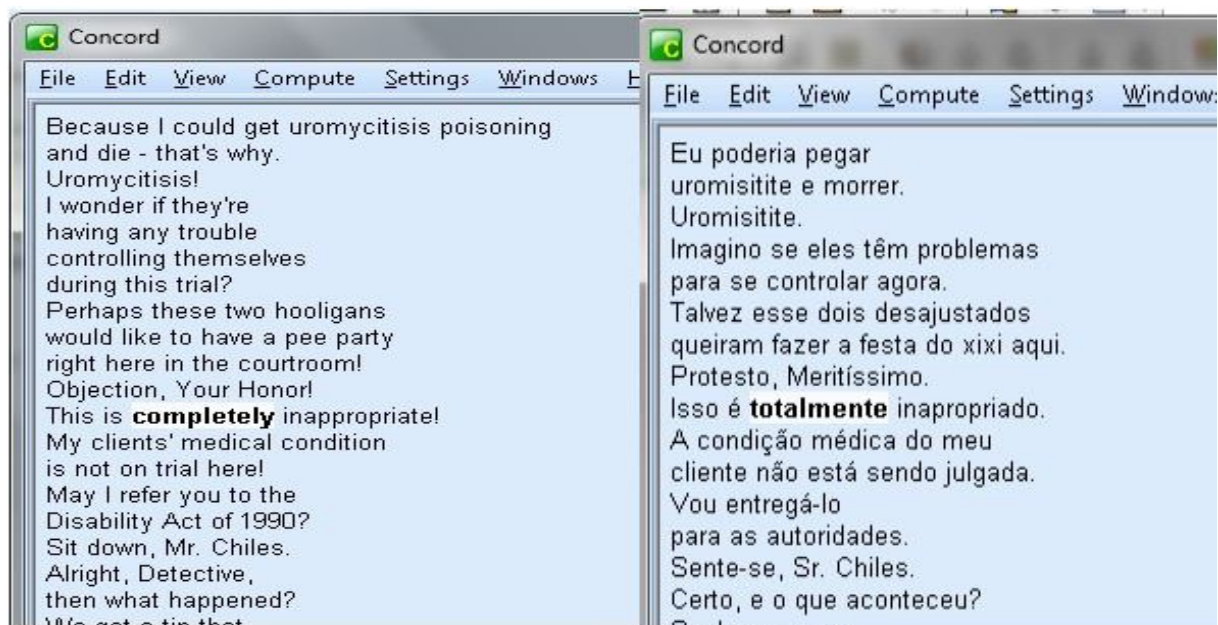 Concord
File Edit View Compute Settings Windows
Because I could get uromycitisis poisoning
and die - that's why.
Uromycitisis!
I wonder if they're
having any trouble
controlling themselves
during this trial?
Perhaps these two hooligans
would like to have a pee party
right here in the courtroom!
Objection, Your Honor!
This is completely inappropriate!
My clients' medical condition
is not on trial here!
May I refer you to the
Disability Act of 1990?
Sit down, Mr. Chiles.
Alright, Detective,
then what happened?
We got a tip that
Concord
File Edit View Compute Settings Windows
Eu poderia pegar
uromisitite e morrer.
Uromisitite.
Imagino se eles têm problemas
para se controlar agora.
Talvez esse dois desajustados
queiram fazer a festa do xixi aqui.
Protesto, Meritíssimo.
Isso é totalmente inapropriado.
A condição médica do meu
cliente não está sendo julgada.
Vou entregá-lo
para as autoridades.
Sente-se, Sr. Chiles.
Certo, e o que aconteceu?